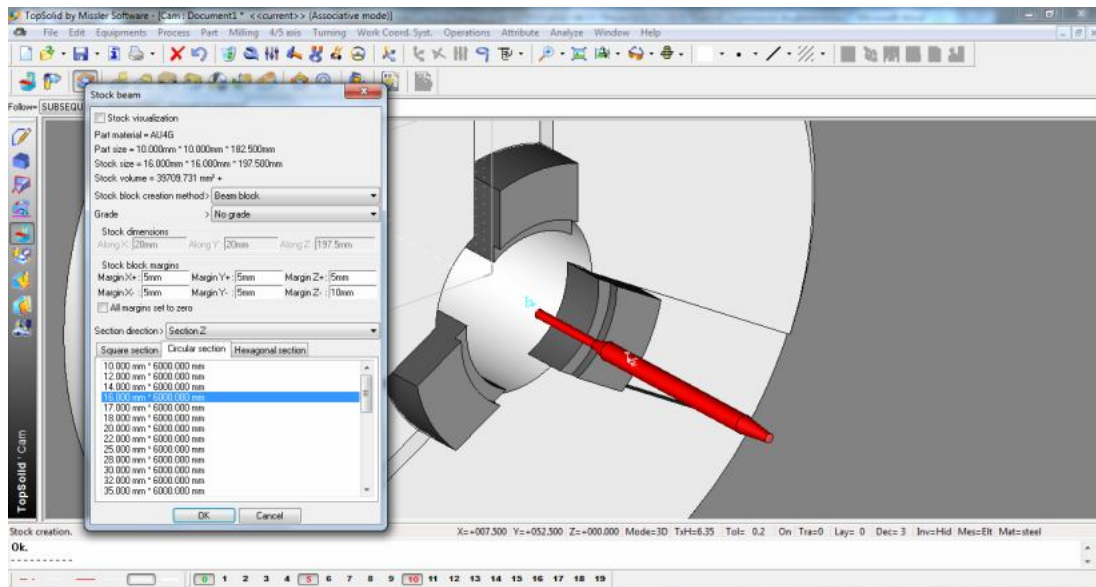 TopSolid by Missler Software - [Cam : Document1 * <<current>> (Associative mode)]
File Edit Equipments Process Part Milling 4/5 axis Turning Work Coord. Syst. Operations Attribute Analyze Window Help
Follow= SUBSEQU
Stock beam
Stock visualization
Part material = AU4G
Part size = 10.000mm * 10.000mm * 182.500mm
Stock size = 16.000mm * 16.000mm * 197.500mm
Stock volume = 39709.731 mm³ +
Stock block creation method> Beam block
Grade > No grade
Stock dimensions
Along X: 20mm Along Y: 20mm Along Z: 197.5mm
Stock block margins
Margin X+ : 5mm Margin Y+ : 5mm Margin Z+ : 5mm
Margin X- : 5mm Margin Y- : 5mm Margin Z- : 10mm
All margins set to zero
Section direction> Section Z
Square section Circular section Hexagonal section
10.000 mm * 6000.000 mm
12.000 mm * 6000.000 mm
14.000 mm * 6000.000 mm
16.000 mm * 6000.000 mm
17.000 mm * 6000.000 mm
18.000 mm * 6000.000 mm
20.000 mm * 6000.000 mm
22.000 mm * 6000.000 mm
25.000 mm * 6000.000 mm
28.000 mm * 6000.000 mm
30.000 mm * 6000.000 mm
32.000 mm * 6000.000 mm
35.000 mm * 6000.000 mm
OK Cancel
TopSolid'Cam
Stock creation. X=+007.500 Y=+052.500 Z=+000.000 Mode=3D TxH=6.35 Tol= 0.2 On Tra=0 Lay= 0 Dec= 3 Inv=Hid Mes=Elt Mat=steel
Ok.
0 1 2 3 4 5 6 7 8 9 10 11 12 13 14 15 16 17 18 19